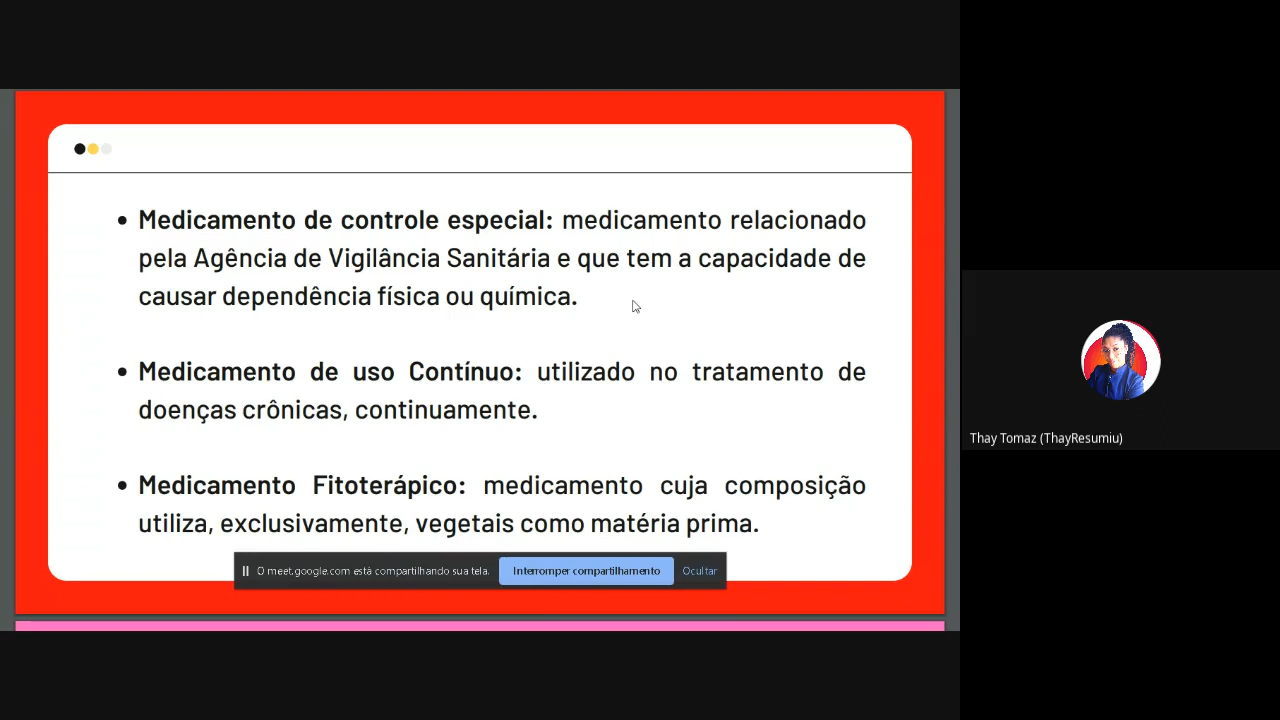 Medicamento de controle especial: medicamento relacionado
pela Agência de Vigilância Sanitária e que tem a capacidade de
causar dependência física ou química.
Medicamento de uso Contínuo: utilizado no tratamento de
doenças crônicas, continuamente.
Medicamento Fitoterápico: medicamento cuja composição
utiliza, exclusivamente, vegetais como matéria prima.
O meet.google.com está compartilhando sua tela.
Interromper compartilhamento
Ocultar
Thay Tomaz (ThayResumiu)